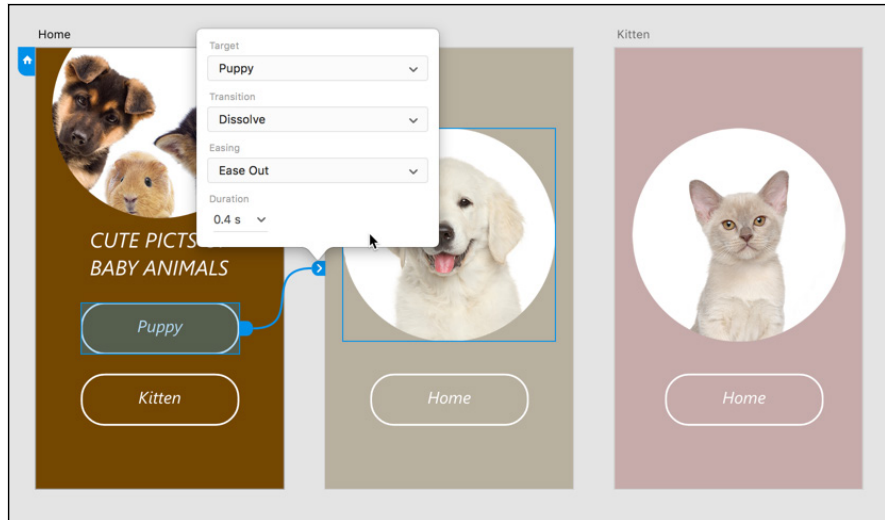 Home
Kitten
Target
Puppy
Transition
Dissolve
Easing
Ease Out
Duration
0.4 s
CUTE PICTS
BABY ANIMALS
Puppy
Kitten
Home
Home